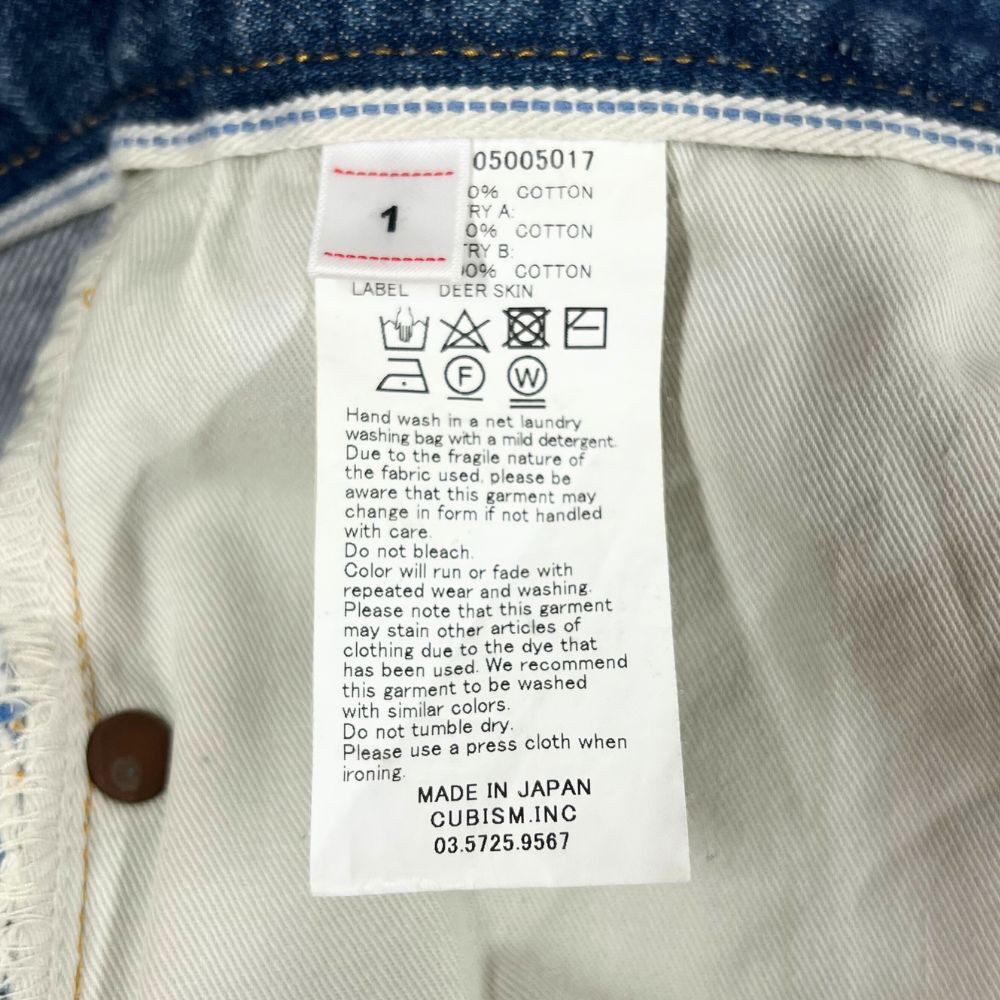 1
05005017
0% COTTON
RY A:
0% COTTON
RY B:
00% COTTON
LABEL DEER SKIN
F
W
Hand wash in a net laundry
washing bag with a mild detergent.
Due to the fragile nature of
the fabric used, please be
aware that this garment may
change in form if not handled
with care.
Do not bleach.
Color will run or fade with
repeated wear and washing.
Please note that this garment
may stain other articles of
clothing due to the dye that
has been used. We recommend
this garment to be washed
with similar colors.
Do not tumble dry.
Please use a press cloth when
ironing.
MADE IN JAPAN
CUBISM.INC
03.5725.9567